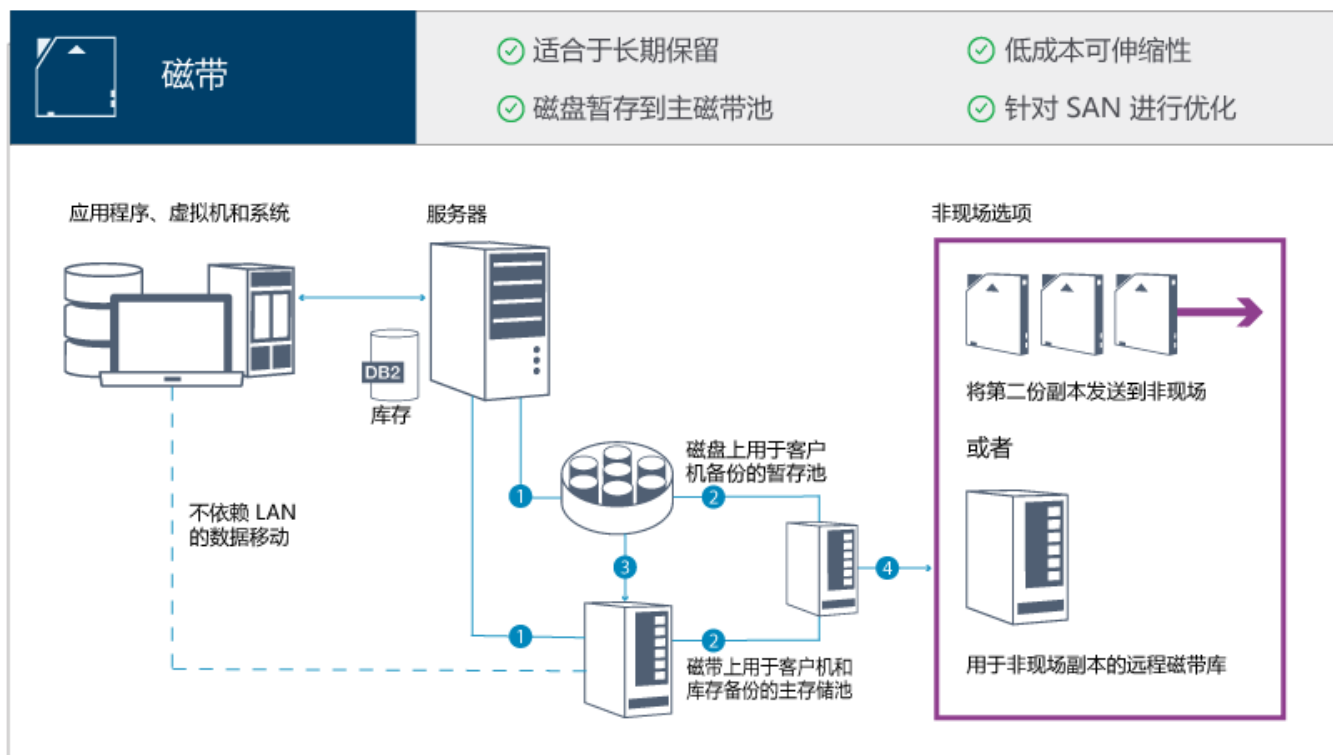 磁带
适合于长期保留
低成本可伸缩性
磁盘暂存到主磁带池
针对 SAN 进行优化
应用程序、虚拟机和系统
服务器
非现场选项
DB2
库存
将第二份副本发送到非现场
或者
磁盘上用于客户
机备份的暂存池
1
2
不依赖 LAN
的数据移动
3
4
1
2
磁带上用于客户机和
库存备份的主存储池
用于非现场副本的远程磁带库